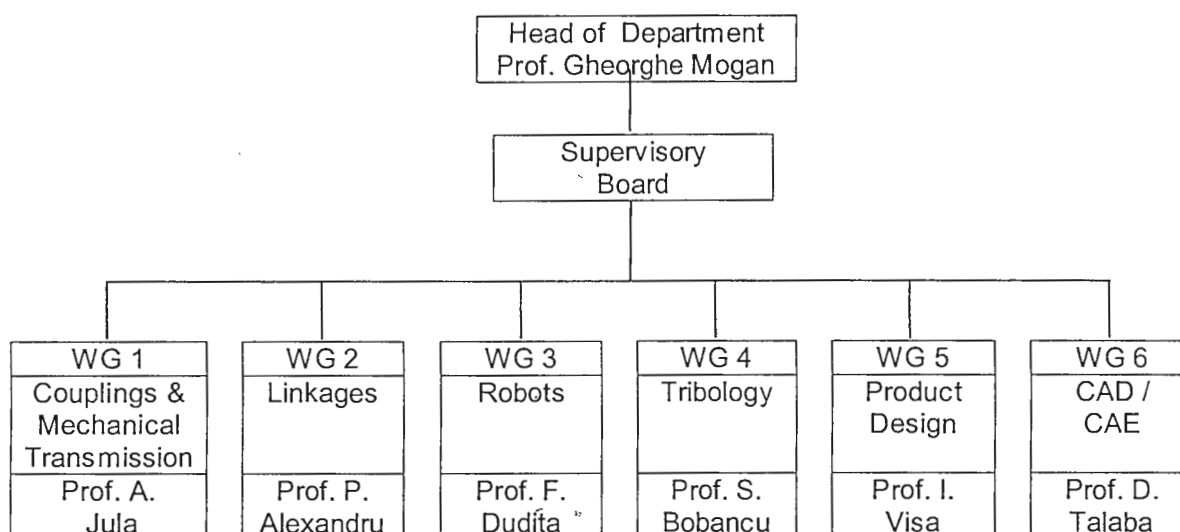 Head of Department
Prof. Gheorghe Mogan
Supervisory
Board
WG 1
Couplings &
Mechanical
Transmission
Prof. A.
Jula
WG 2
Linkages
Prof. P.
Alexandru
WG 3
Robots
Prof. F.
Dudíta
WG 4
Tribology
Prof. S.
Bobancu
WG 5
Product
Design
Prof. I.
Visa
WG 6
CAD /
CAE
Prof. D.
Talaba